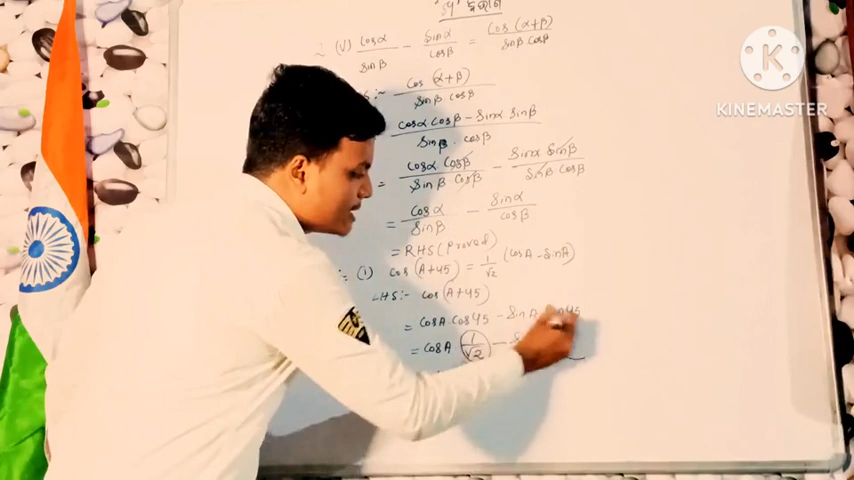 2 (V) cosα/sinβ - sinα/cosβ = cos (α+β)/sinβ cosβ
K
KINEMASTER
S:- cos (α+β)/sinβ cosβ
cosα cosβ - sinα sinβ/sinβ . cosβ
= cosα cosβ/sinβ cosβ - sinα sinβ/sinβ cosβ
= cosα/sinβ - sinα/cosβ
= RHS (proved)
(1) cos (A+45) = 1/√2 (cosA - sinA)
LHS:- cos (A+45)
= cosA cos45 - sinA
= cosA (1/√2) -